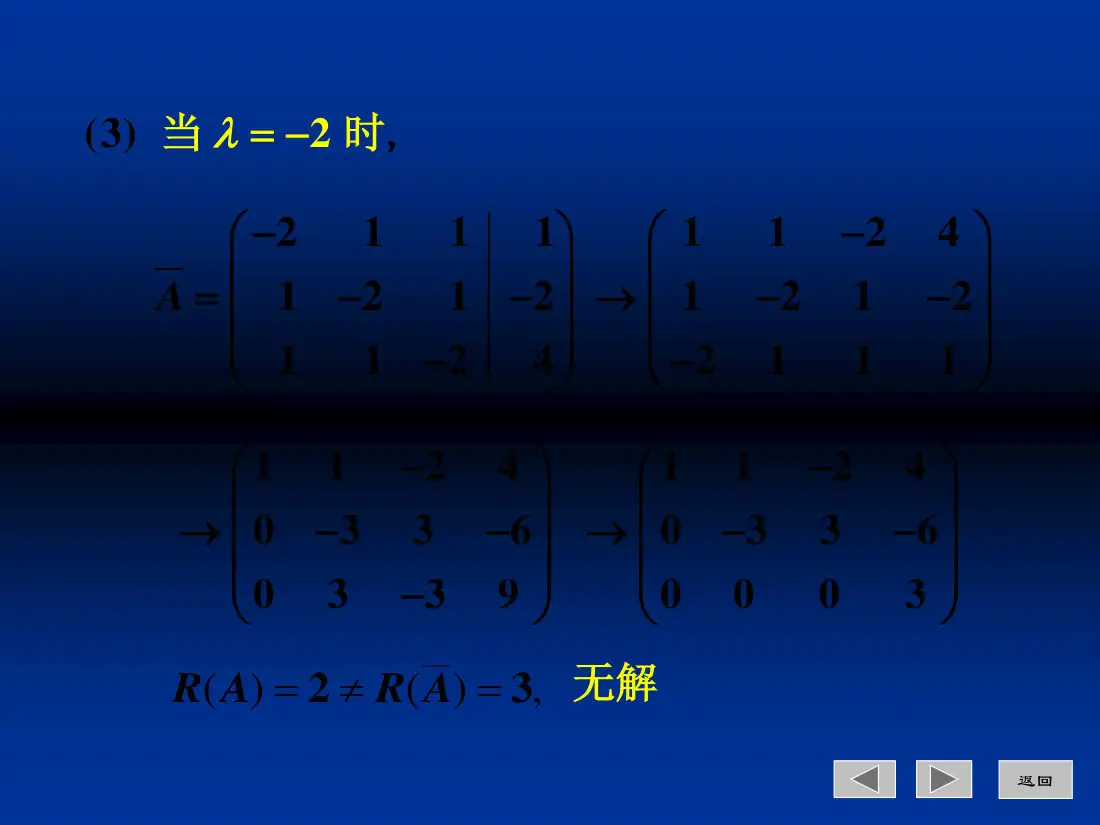 (3) 当 λ = −2 时,
A̅ = ( −2 1 1 | 1 ) → ( 1 1 −2 4 )
( 1 −2 1 | −2 ) ( 1 −2 1 −2 )
( 1 1 −2 | 4 ) ( −2 1 1 1 )
→ ( 1 1 −2 4 ) → ( 1 1 −2 4 )
( 0 −3 3 −6 ) ( 0 −3 3 −6 )
( 0 3 −3 9 ) ( 0 0 0 3 )
R(A) = 2 ≠ R(A̅) = 3, 无解
返回